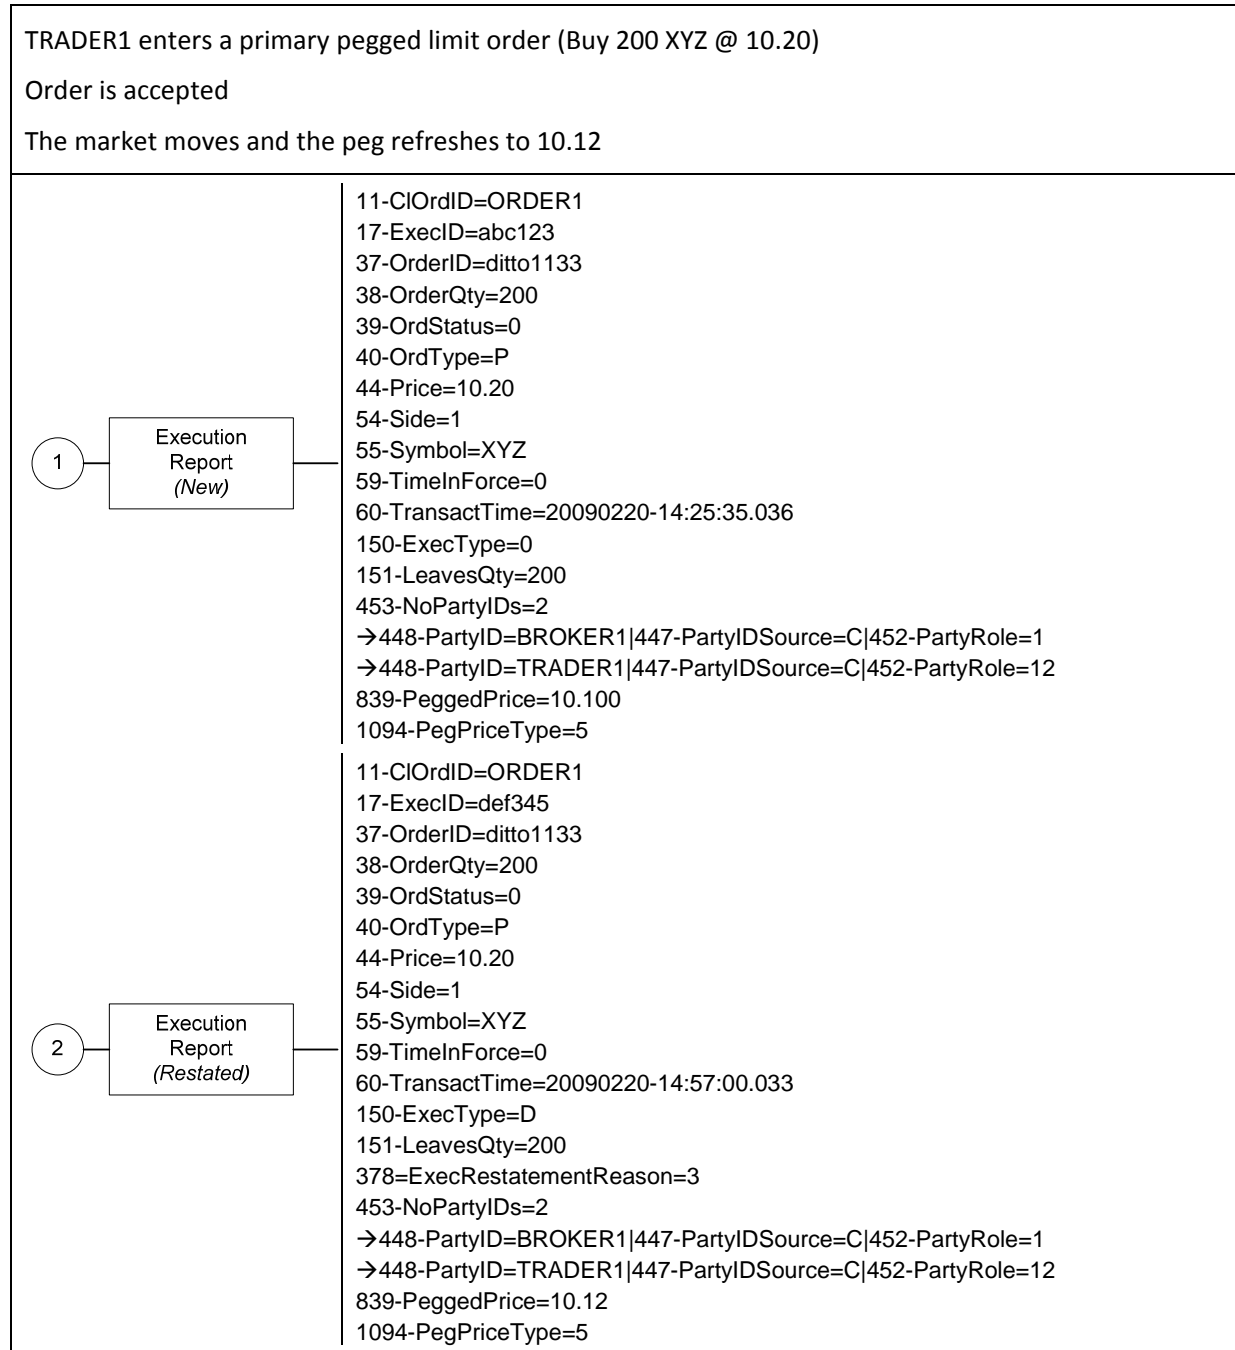 TRADER1 enters a primary pegged limit order (Buy 200 XYZ @ 10.20)
Order is accepted
The market moves and the peg refreshes to 10.12
1
Execution
Report
(New)
11-ClOrdID=ORDER1
17-ExecID=abc123
37-OrderID=ditto1133
38-OrderQty=200
39-OrdStatus=0
40-OrdType=P
44-Price=10.20
54-Side=1
55-Symbol=XYZ
59-TimeInForce=0
60-TransactTime=20090220-14:25:35.036
150-ExecType=0
151-LeavesQty=200
453-NoPartyIDs=2
→448-PartyID=BROKER1|447-PartyIDSource=C|452-PartyRole=1
→448-PartyID=TRADER1|447-PartyIDSource=C|452-PartyRole=12
839-PeggedPrice=10.100
1094-PegPriceType=5
2
Execution
Report
(Restated)
11-ClOrdID=ORDER1
17-ExecID=def345
37-OrderID=ditto1133
38-OrderQty=200
39-OrdStatus=0
40-OrdType=P
44-Price=10.20
54-Side=1
55-Symbol=XYZ
59-TimeInForce=0
60-TransactTime=20090220-14:57:00.033
150-ExecType=D
151-LeavesQty=200
378=ExecRestatementReason=3
453-NoPartyIDs=2
→448-PartyID=BROKER1|447-PartyIDSource=C|452-PartyRole=1
→448-PartyID=TRADER1|447-PartyIDSource=C|452-PartyRole=12
839-PeggedPrice=10.12
1094-PegPriceType=5